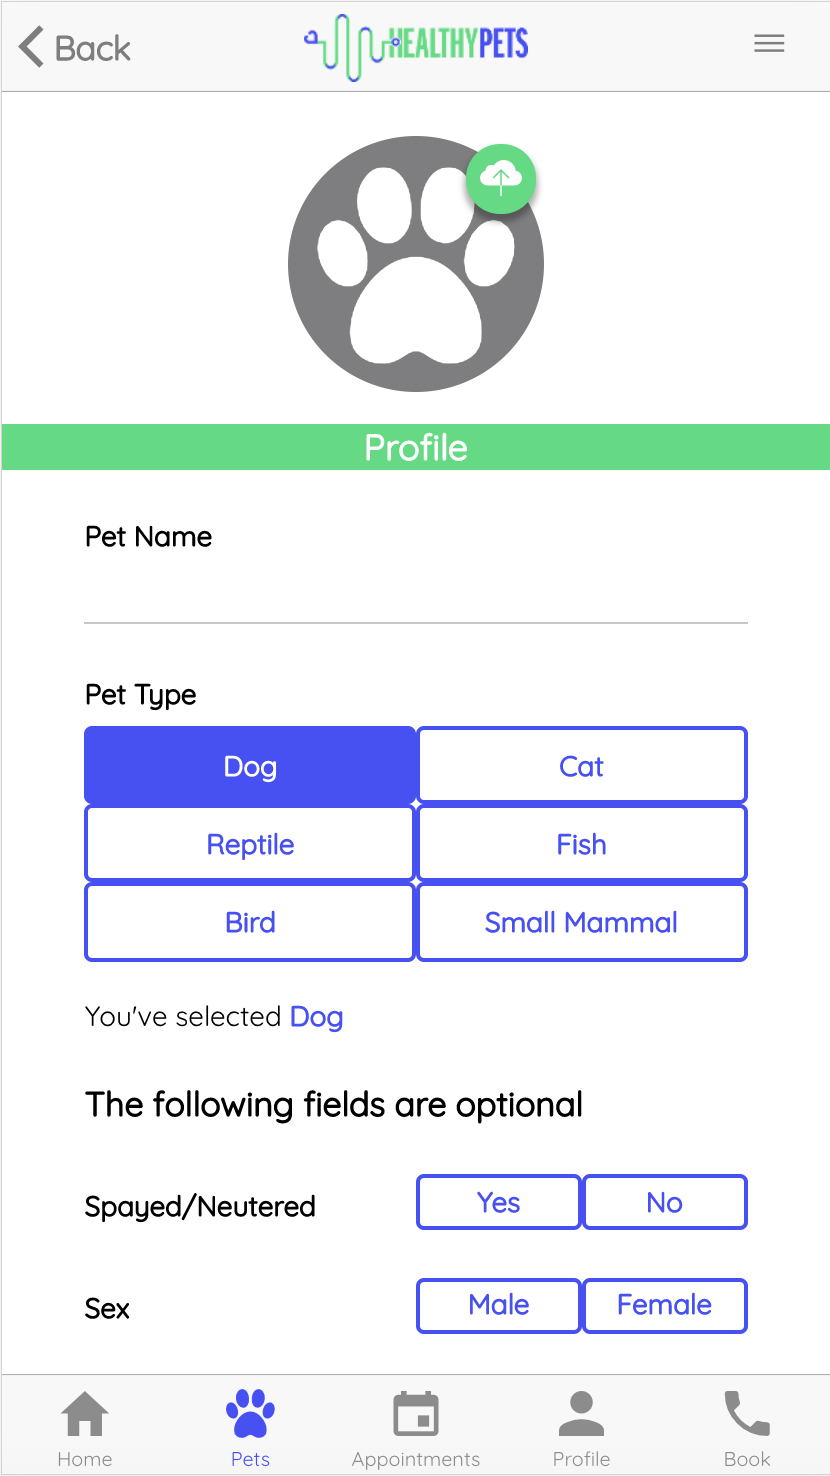 Back
HEALTHYPETS
Profile
Pet Name
Pet Type
Dog Cat
Reptile Fish
Bird Small Mammal
You've selected Dog
The following fields are optional
Spayed/Neutered Yes No
Sex Male Female
Home Pets Appointments Profile Book